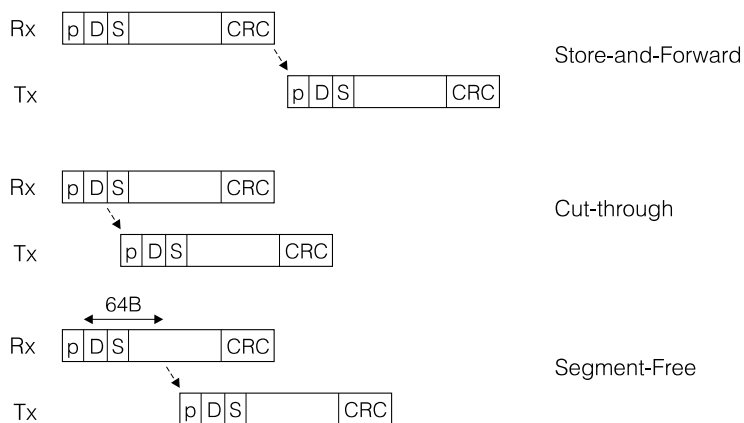 Rx p D S CRC
Store-and-Forward
Tx p D S CRC
Rx p D S CRC
Cut-through
Tx p D S CRC
64B
Rx p D S CRC
Segment-Free
Tx p D S CRC